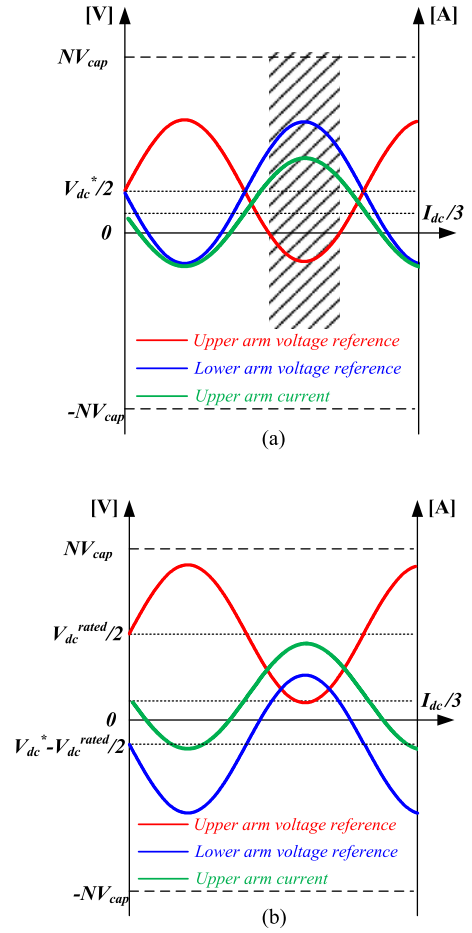 [V] [A]
NVcap
Vdc*/2
Idc/3
0
Upper arm voltage reference
Lower arm voltage reference
Upper arm current
-NVcap
(a)
[V] [A]
NVcap
Vdcrated/2
Idc/3
0
Vdc*-Vdcrated/2
Upper arm voltage reference
Lower arm voltage reference
Upper arm current
-NVcap
(b)